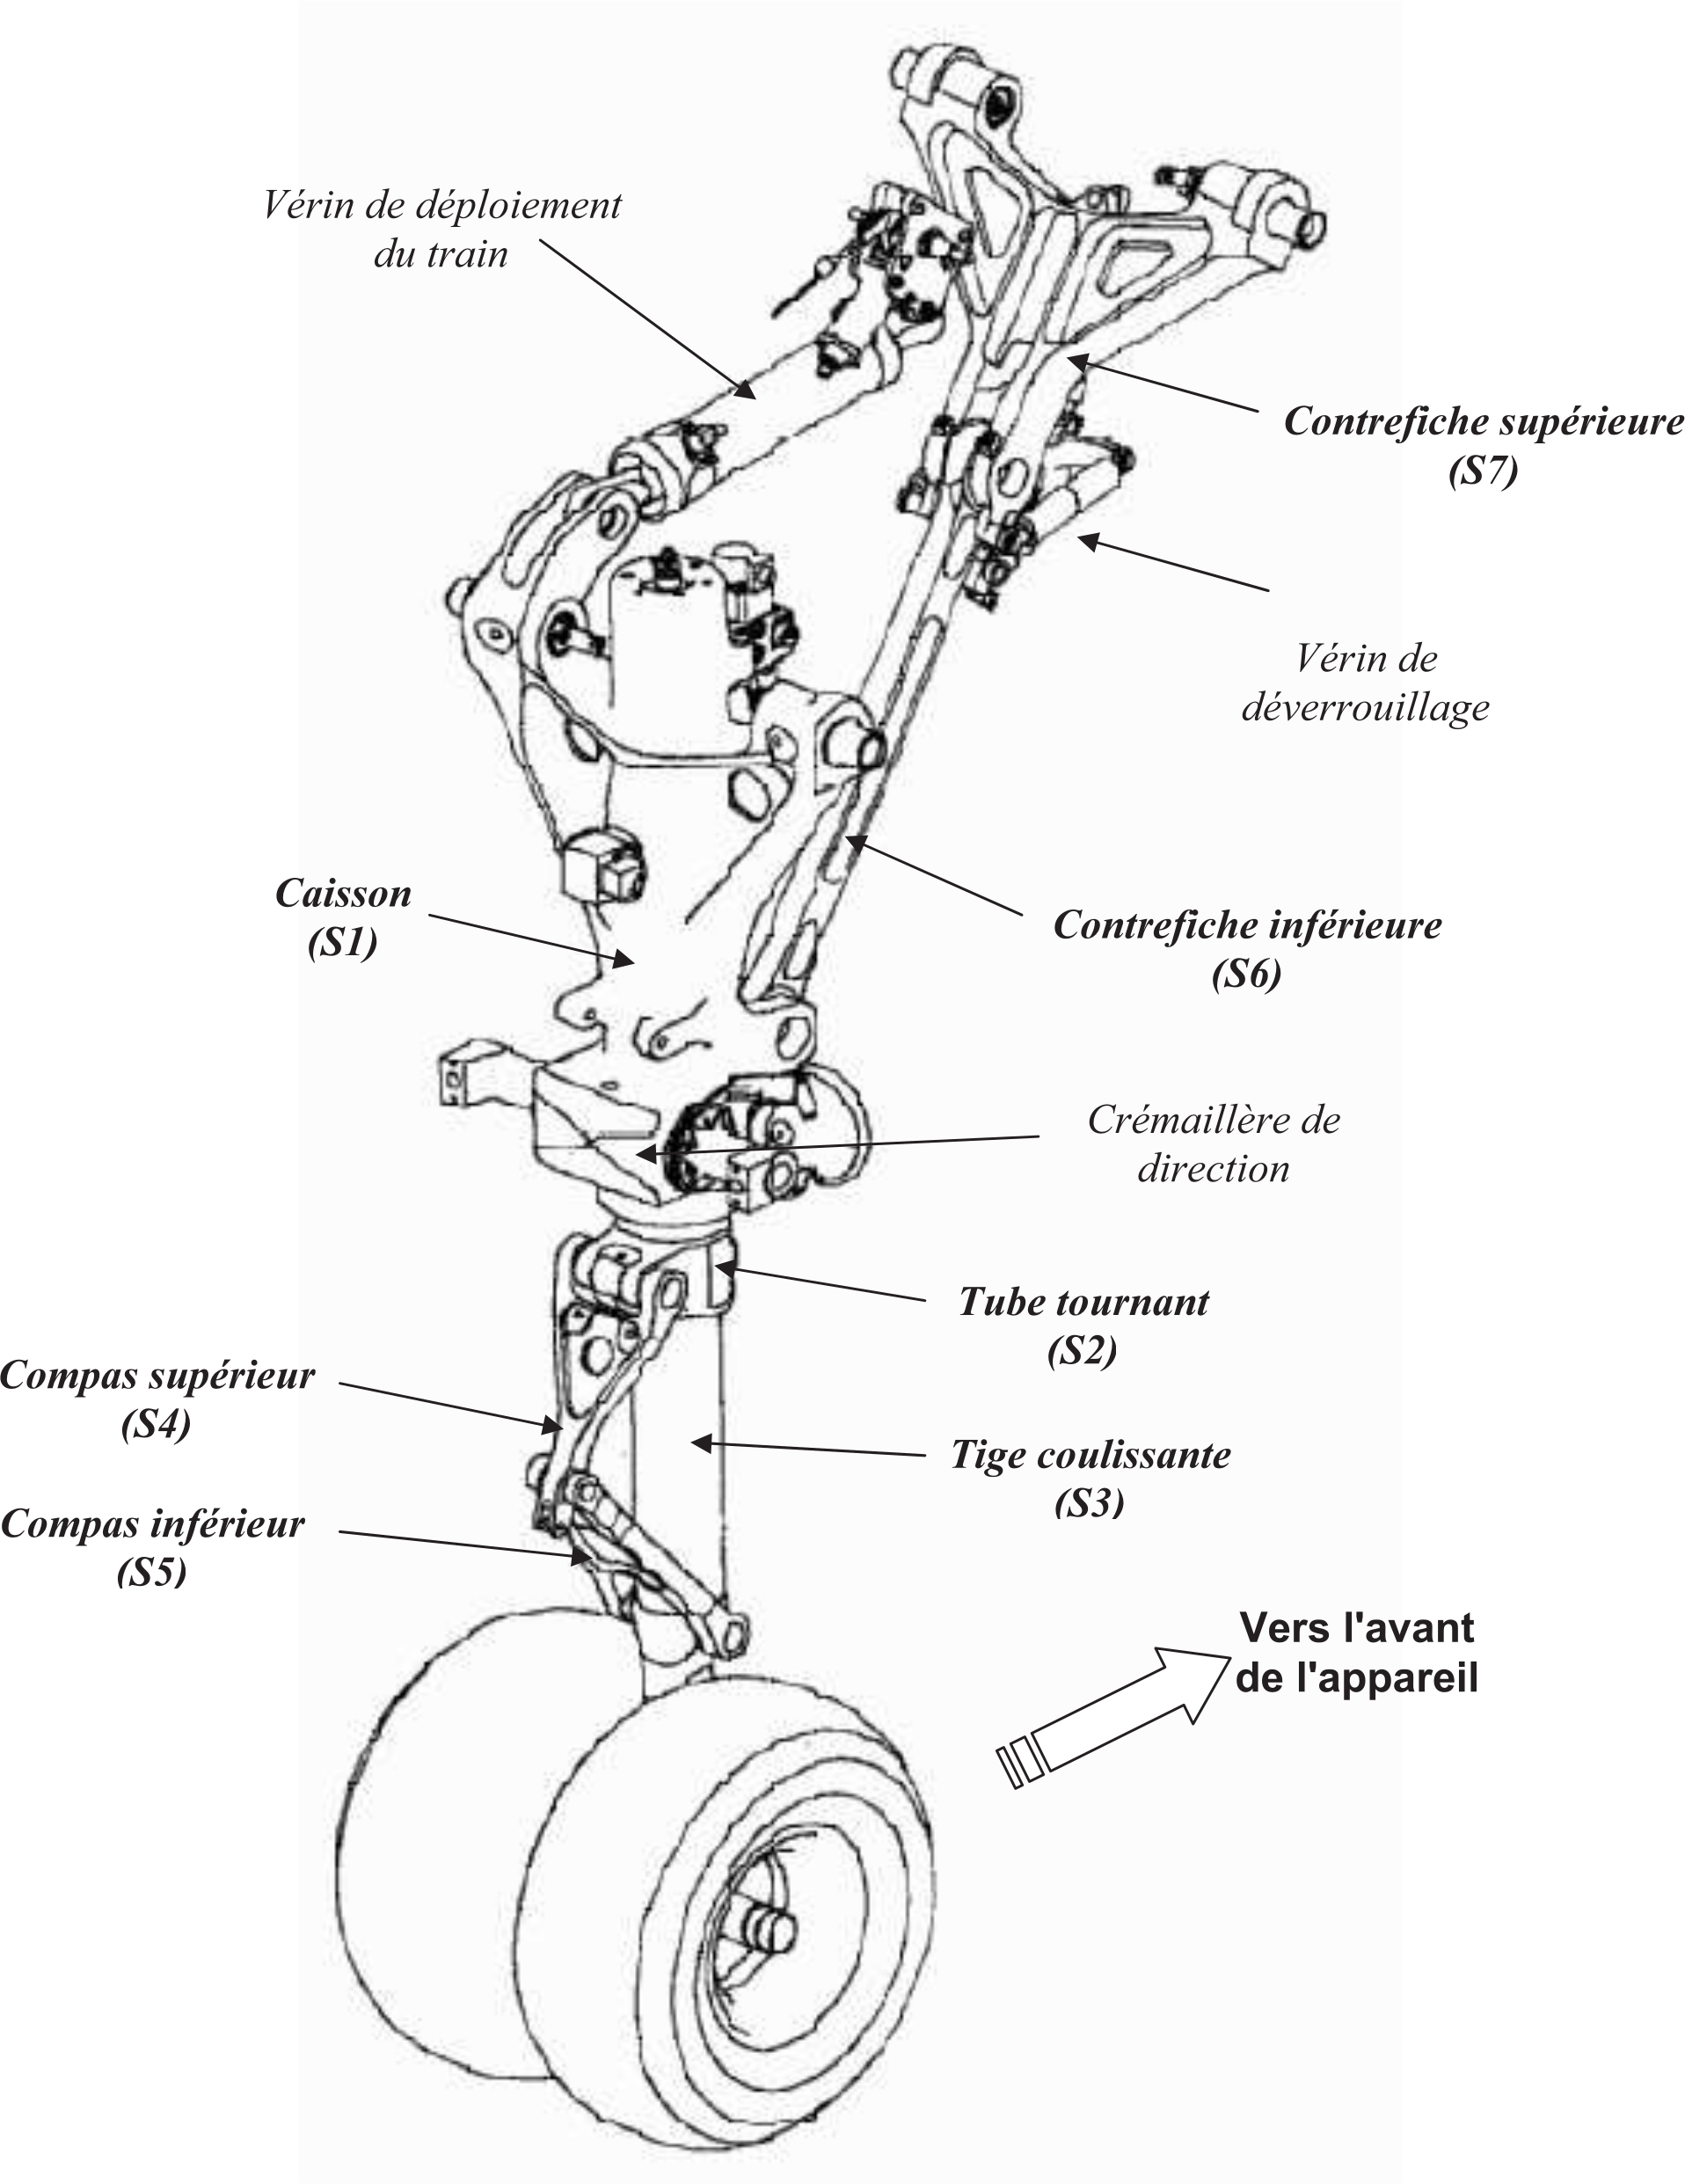 Vérin de déploiement
du train
Contrefiche supérieure
(S7)
Vérin de
déverrouillage
Caisson
(S1)
Contrefiche inférieure
(S6)
Crémaillère de
direction
Tube tournant
(S2)
Compas supérieur
(S4)
Tige coulissante
(S3)
Compas inférieur
(S5)
Vers l'avant
de l'appareil